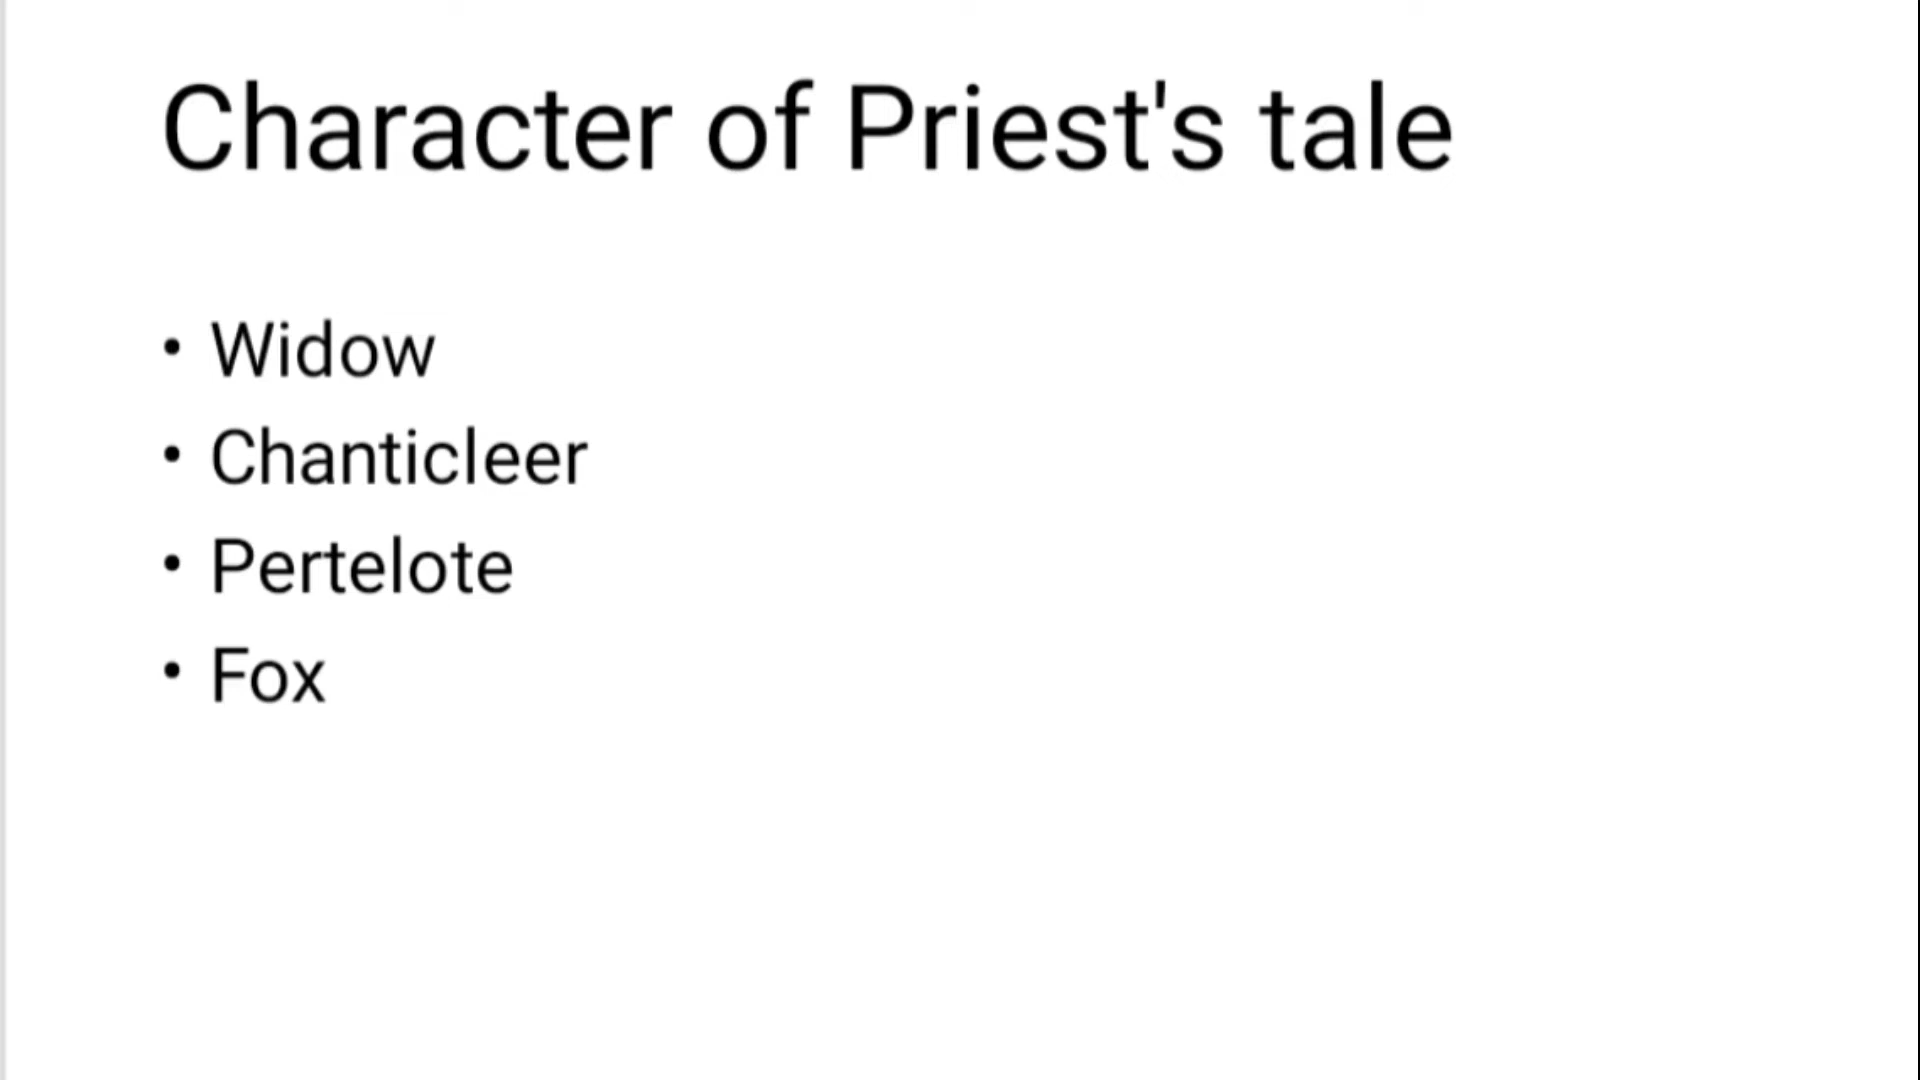 Character of Priest's tale
• Widow
• Chanticleer
• Pertelote
• Fox